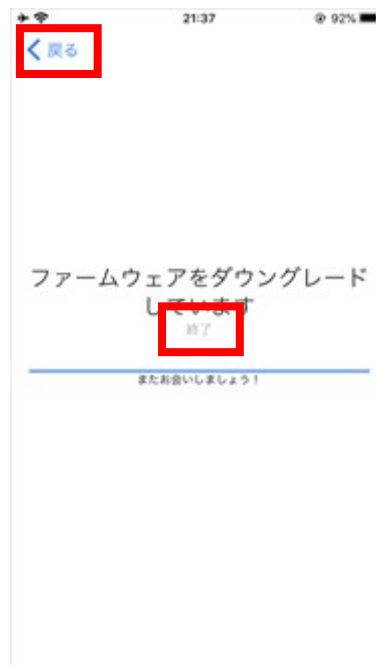 21:37
92%
戻る
ファームウェアをダウングレード
しています
終了
またお会いしましょう！